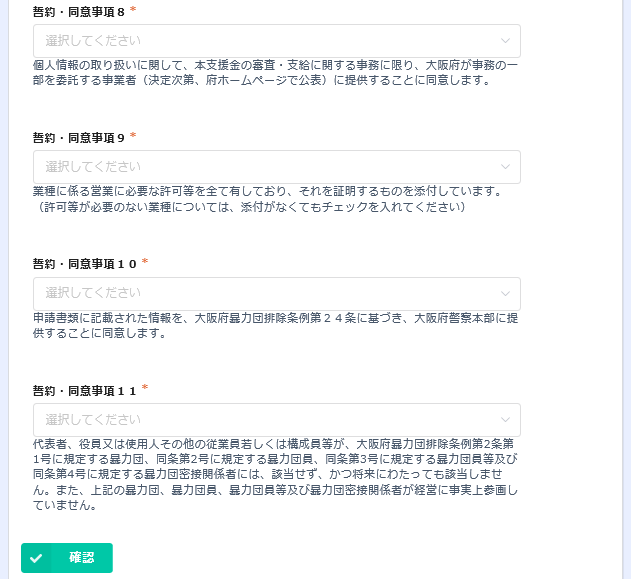 誓約・同意事項８ *
選択してください
個人情報の取り扱いに関して、本支援金の審査・支給に関する事務に限り、大阪府が事務の一
部を委託する事業者（決定次第、府ホームページで公表）に提供することに同意します。
誓約・同意事項９ *
選択してください
業種に係る営業に必要な許可等を全て有しており、それを証明するものを添付しています。
（許可等が必要のない業種については、添付がなくてもチェックを入れてください）
誓約・同意事項１０ *
選択してください
申請書類に記載された情報を、大阪府暴力団排除条例第２４条に基づき、大阪府警察本部に提
供することに同意します。
誓約・同意事項１１ *
選択してください
代表者、役員又は使用人その他の従業員若しくは構成員等が、大阪府暴力団排除条例第2条第
1号に規定する暴力団、同条第2号に規定する暴力団員、同条第3号に規定する暴力団員等及び
同条第4号に規定する暴力団密接関係者には、該当せず、かつ将来にわたっても該当しませ
ん。また、上記の暴力団、暴力団員、暴力団員等及び暴力団密接関係者が経営に事実上参画し
ていません。
確認